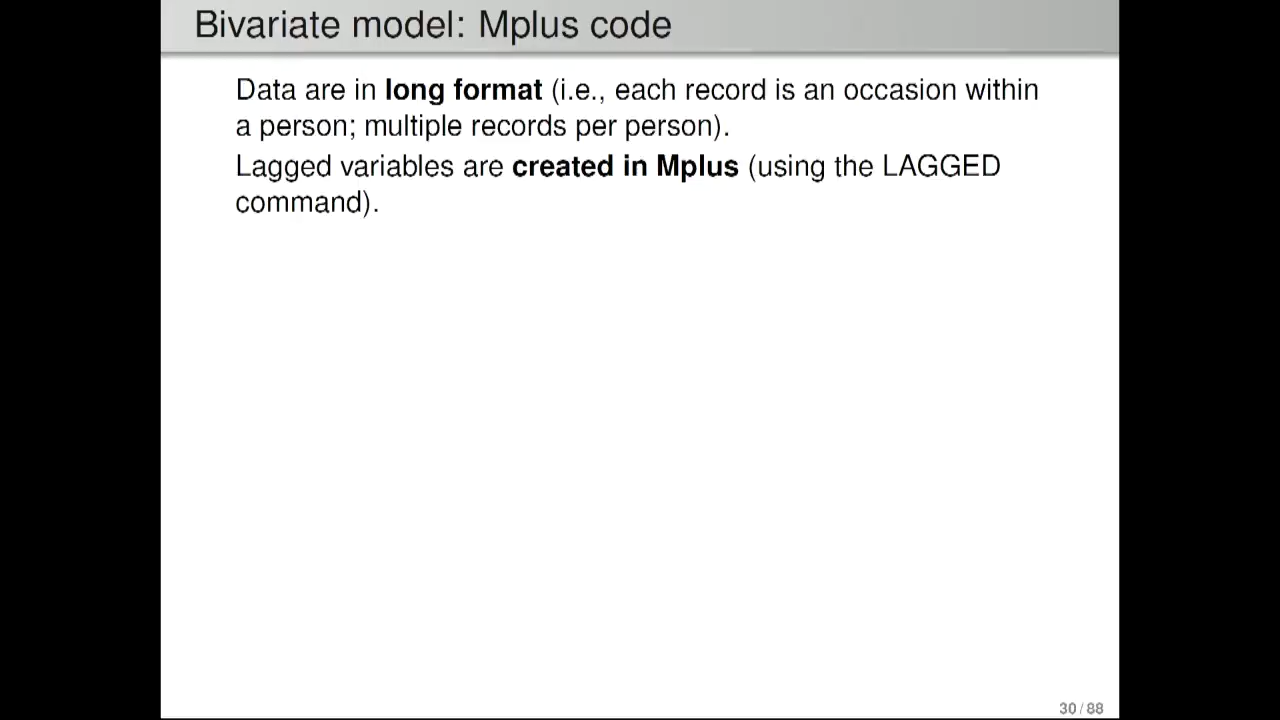 Bivariate model: Mplus code
Data are in long format (i.e., each record is an occasion within
a person; multiple records per person).
Lagged variables are created in Mplus (using the LAGGED
command).
30 / 88